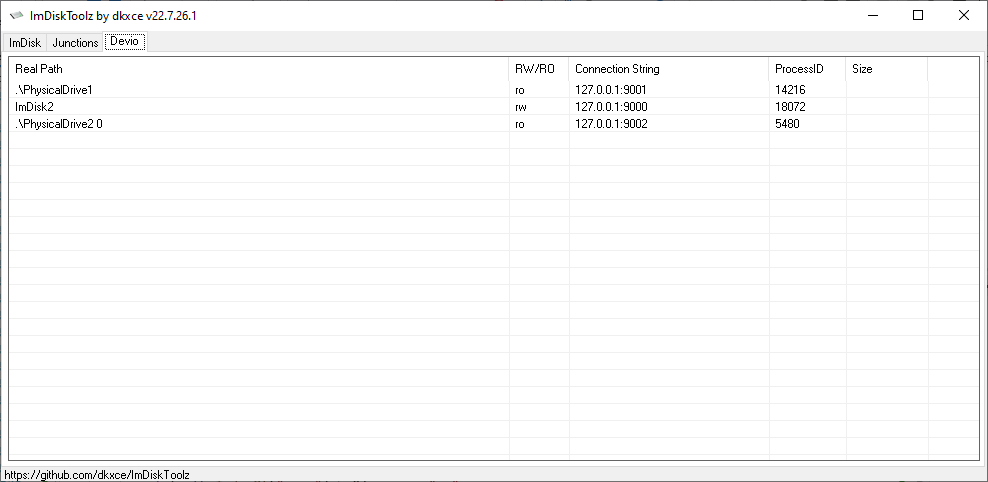 ImDiskToolz by dkxce v22.7.26.1
ImDisk Junctions Devio
Real Path RW/RO Connection String ProcessID Size
.\PhysicalDrive1 ro 127.0.0.1:9001 14216
ImDisk2 rw 127.0.0.1:9000 18072
.\PhysicalDrive2 0 ro 127.0.0.1:9002 5480
https://github.com/dkxce/ImDiskToolz